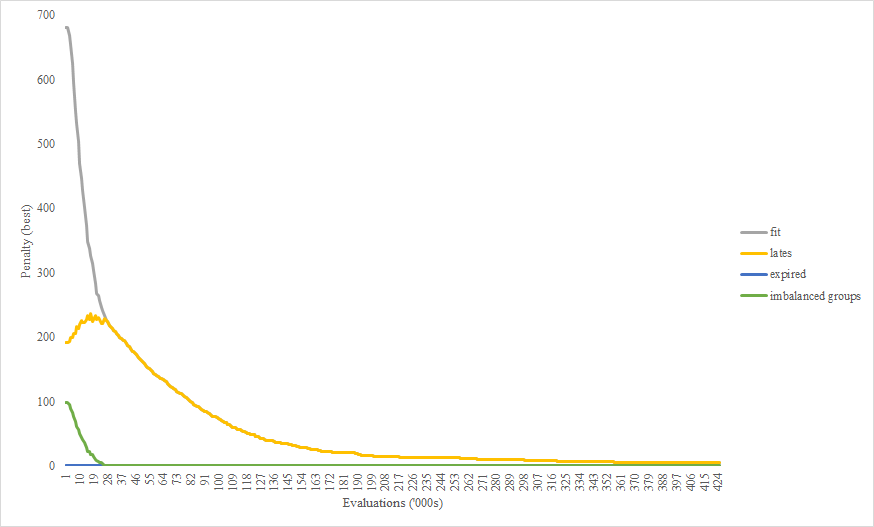 700
600
500
400
300
200
100
0
Penalty (best)
1 10 19 28 37 46 55 64 73 82 91 100 109 118 127 136 145 154 163 172 181 190 199 208 217 226 235 244 253 262 271 280 289 298 307 316 325 334 343 352 361 370 379 388 397 406 415 424
Evaluations ('000s)
fit
lates
expired
imbalanced groups